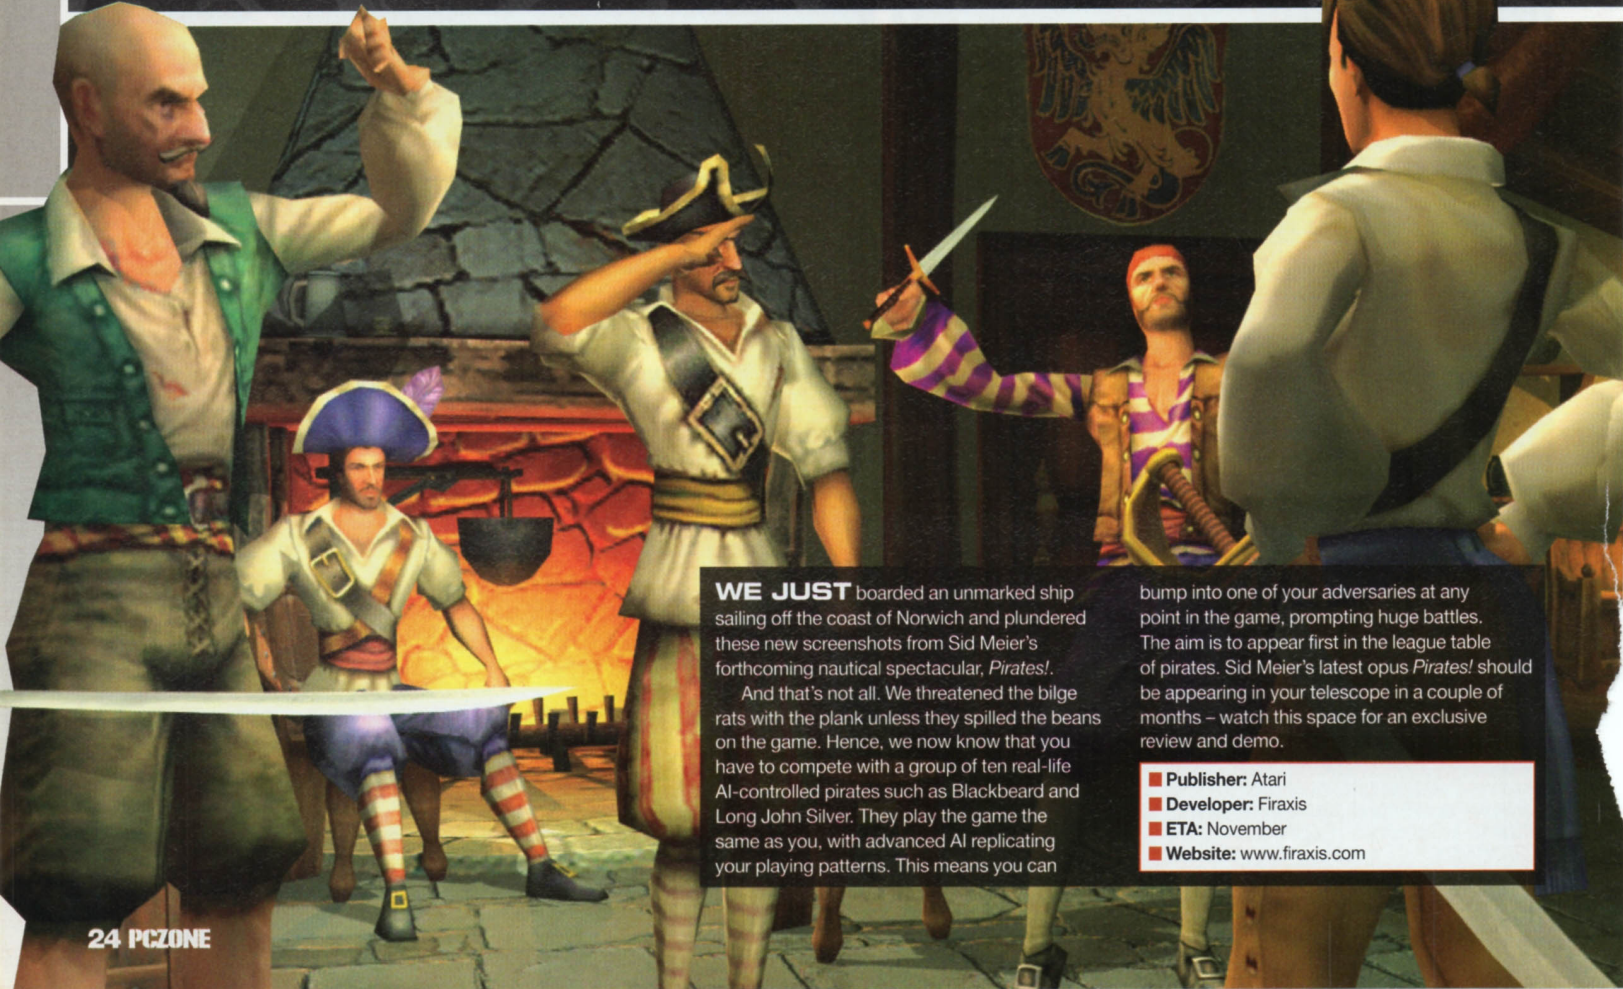 WE JUST boarded an unmarked ship
sailing off the coast of Norwich and plundered
these new screenshots from Sid Meier's
forthcoming nautical spectacular, Pirates!.
And that's not all. We threatened the bilge
rats with the plank unless they spilled the beans
on the game. Hence, we now know that you
have to compete with a group of ten real-life
AI-controlled pirates such as Blackbeard and
Long John Silver. They play the game the
same as you, with advanced AI replicating
your playing patterns. This means you can
bump into one of your adversaries at any
point in the game, prompting huge battles.
The aim is to appear first in the league table
of pirates. Sid Meier's latest opus Pirates! should
be appearing in your telescope in a couple of
months – watch this space for an exclusive
review and demo.
■ Publisher: Atari
■ Developer: Firaxis
■ ETA: November
■ Website: www.firaxis.com
24 PCZONE